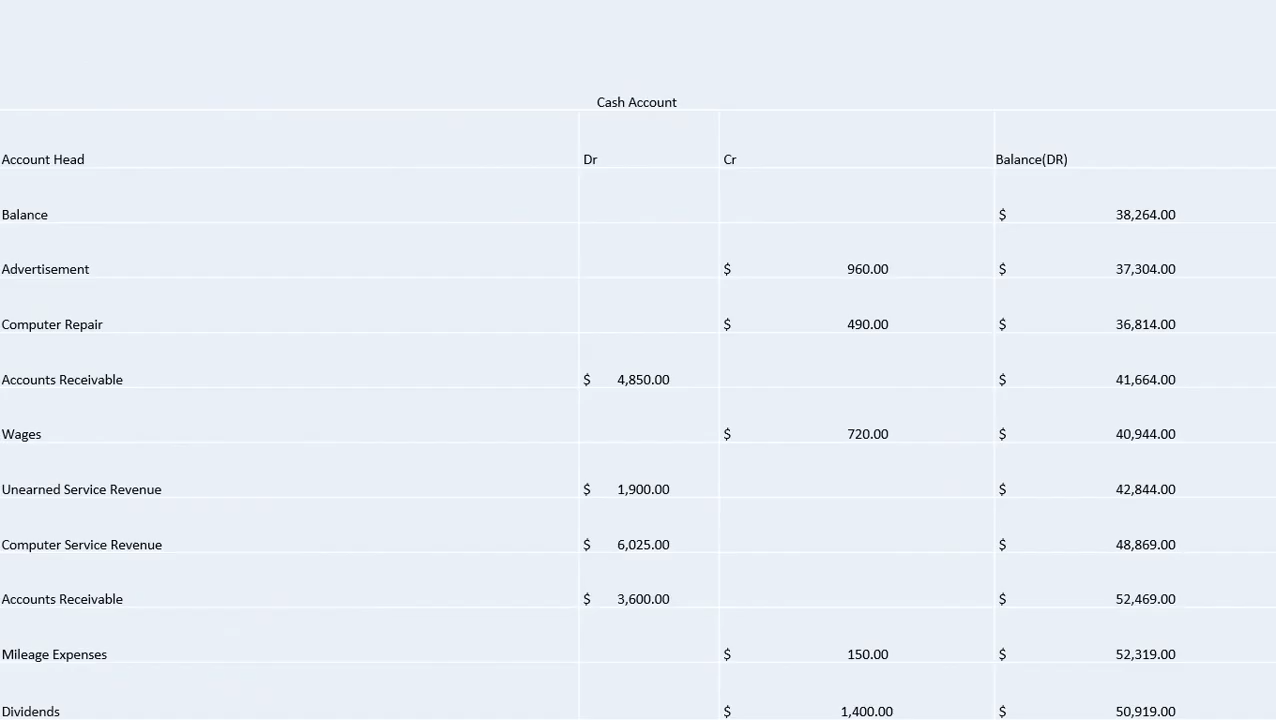 Cash Account
Account Head Dr Cr Balance(DR)
Balance $ 38,264.00
Advertisement $ 960.00 $ 37,304.00
Computer Repair $ 490.00 $ 36,814.00
Accounts Receivable $ 4,850.00 $ 41,664.00
Wages $ 720.00 $ 40,944.00
Unearned Service Revenue $ 1,900.00 $ 42,844.00
Computer Service Revenue $ 6,025.00 $ 48,869.00
Accounts Receivable $ 3,600.00 $ 52,469.00
Mileage Expenses $ 150.00 $ 52,319.00
Dividends $ 1,400.00 $ 50,919.00